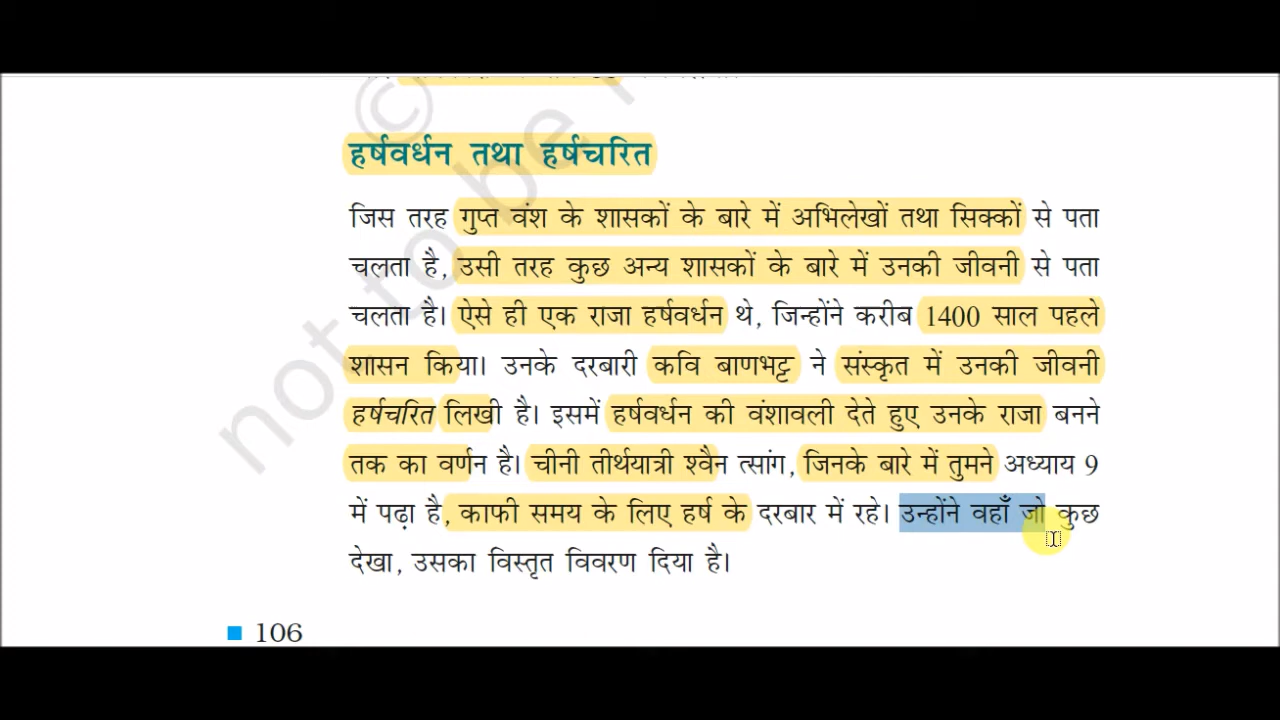 हर्षवर्धन तथा हर्षचरित
जिस तरह गुप्त वंश के शासकों के बारे में अभिलेखों तथा सिक्कों से पता
चलता है, उसी तरह कुछ अन्य शासकों के बारे में उनकी जीवनी से पता
चलता है। ऐसे ही एक राजा हर्षवर्धन थे, जिन्होंने करीब 1400 साल पहले
शासन किया। उनके दरबारी कवि बाणभट्ट ने संस्कृत में उनकी जीवनी
हर्षचरित लिखी है। इसमें हर्षवर्धन की वंशावली देते हुए उनके राजा बनने
तक का वर्णन है। चीनी तीर्थयात्री श्वैन त्सांग, जिनके बारे में तुमने अध्याय 9
में पढ़ा है, काफी समय के लिए हर्ष के दरबार में रहे। उन्होंने वहाँ जो कुछ
देखा, उसका विस्तृत विवरण दिया है।
106
© not to be